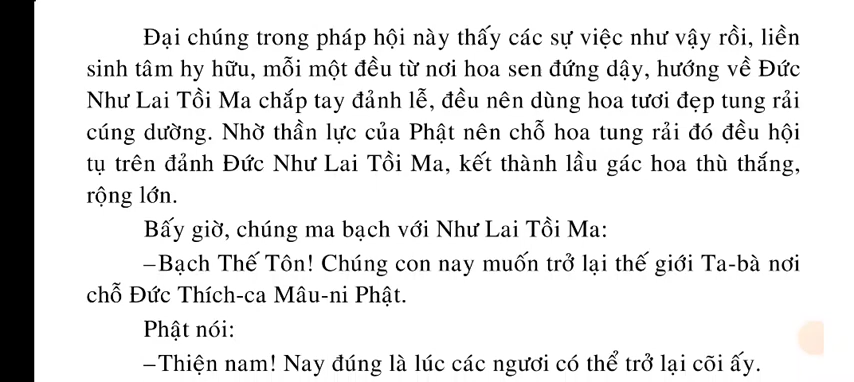 Đại chúng trong pháp hội này thấy các sự việc như vậy rồi, liền
sinh tâm hy hữu, mỗi một đều từ nơi hoa sen đứng dậy, hướng về Đức
Như Lai Tồi Ma chắp tay đảnh lễ, đều nên dùng hoa tươi đẹp tung rải
cúng dường. Nhờ thần lực của Phật nên chỗ hoa tung rải đó đều hội
tụ trên đảnh Đức Như Lai Tồi Ma, kết thành lầu gác hoa thù thắng,
rộng lớn.
Bấy giờ, chúng ma bạch với Như Lai Tồi Ma:
–Bạch Thế Tôn! Chúng con nay muốn trở lại thế giới Ta-bà nơi
chỗ Đức Thích-ca Mâu-ni Phật.
Phật nói:
–Thiện nam! Nay đúng là lúc các ngươi có thể trở lại cõi ấy.